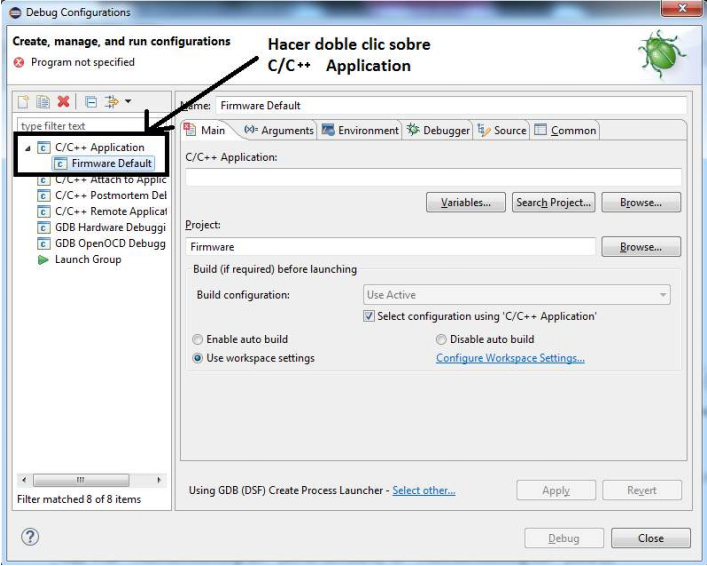 Debug Configurations
Create, manage, and run configurations
Program not specified
Hacer doble clic sobre
C/C++ Application
type filter text
C/C++ Application
Firmware Default
C/C++ Attach to Applic
C/C++ Postmortem Del
C/C++ Remote Applicat
GDB Hardware Debuggi
GDB OpenOCD Debugg
Launch Group
Filter matched 8 of 8 items
Name: Firmware Default
Main (x)= Arguments Environment Debugger Source Common
C/C++ Application:
Variables... Search Project... Browse...
Project:
Firmware Browse...
Build (if required) before launching
Build configuration: Use Active
Select configuration using 'C/C++ Application'
Enable auto build Disable auto build
Use workspace settings Configure Workspace Settings...
Using GDB (DSF) Create Process Launcher - Select other... Apply Revert
? Debug Close